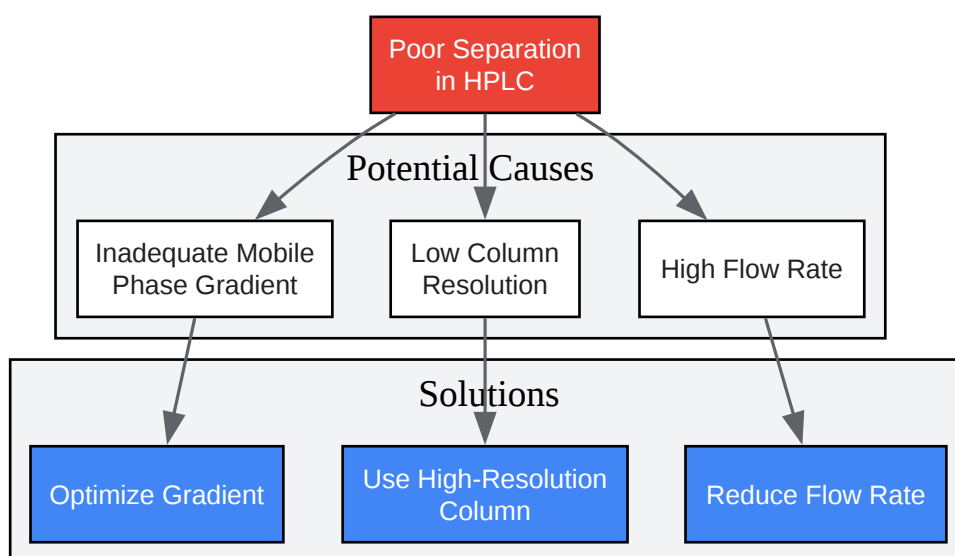 Poor Separation
in HPLC
Potential Causes
Inadequate Mobile
Phase Gradient
Low Column
Resolution
High Flow Rate
Solutions
Optimize Gradient
Use High-Resolution
Column
Reduce Flow Rate